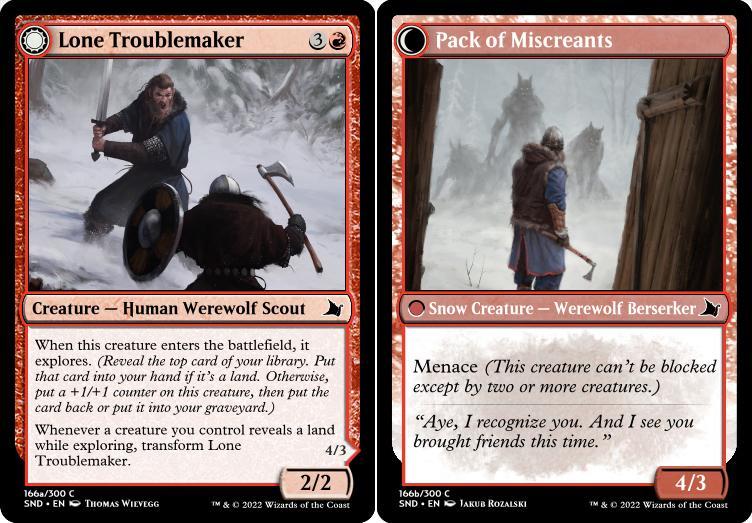 Lone Troublemaker
3
Creature — Human Werewolf Scout
When this creature enters the battlefield, it
explores. (Reveal the top card of your library. Put
that card into your hand if it's a land. Otherwise,
put a +1/+1 counter on this creature, then put the
card back or put it into your graveyard.)
Whenever a creature you control reveals a land
while exploring, transform Lone
Troublemaker.
4/3
2/2
166a/300 C
SND • EN Thomas Wievegg
™ & © 2022 Wizards of the Coast
Pack of Miscreants
Snow Creature — Werewolf Berserker
Menace (This creature can't be blocked
except by two or more creatures.)
"Aye, I recognize you. And I see you
brought friends this time."
4/3
166b/300 C
SND • EN Jakub Rozalski
™ & © 2022 Wizards of the Coast